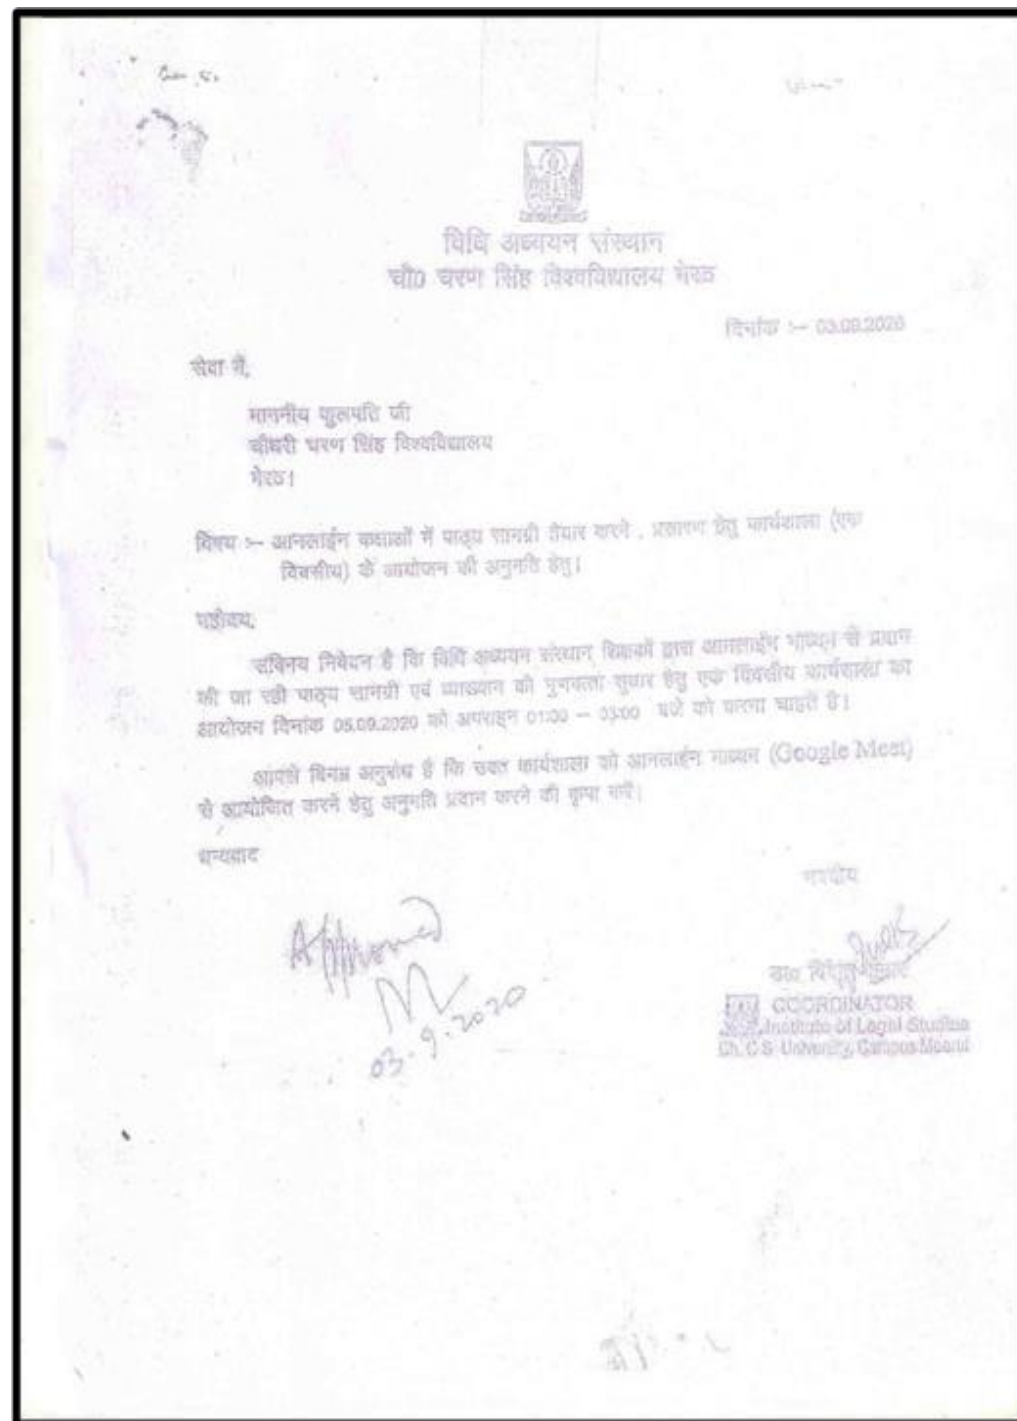 विधि अध्ययन संस्थान
चौ0 चरण सिंह विश्वविद्यालय मेरठ
दिनांक :– 03.09.2020
सेवा में,
माननीय कुलपति जी
चौधरी चरण सिंह विश्वविद्यालय
मेरठ।
विषय :– आनलाईन कक्षाओं में पाठ्य सामग्री तैयार करने , प्रसारण हेतु कार्यशाला (एक
दिवसीय) के आयोजन की अनुमति हेतु।
महोदय,
सविनय निवेदन है कि विधि अध्ययन संस्थान शिक्षकों द्वारा आनलाईन माध्यम से प्रदान
की जा रही पाठ्य सामग्री एवं व्याख्यान की गुणवत्ता सुधार हेतु एक दिवसीय कार्यशाला का
आयोजन दिनांक 05.09.2020 को अपराहन 01:00 – 03:00 बजे को करना चाहते है।
आपसे विनम्र अनुरोध है कि उक्त कार्यशाला को आनलाईन माध्यम (Google Meet)
से आयोजित करने हेतु अनुमति प्रदान करने की कृपा करें।
धन्यवाद
भवदीय
Approved
03.9.2020
डा०
COORDINATOR
Institute of Legal Studies
Ch. C.S. University, Campus Meerut